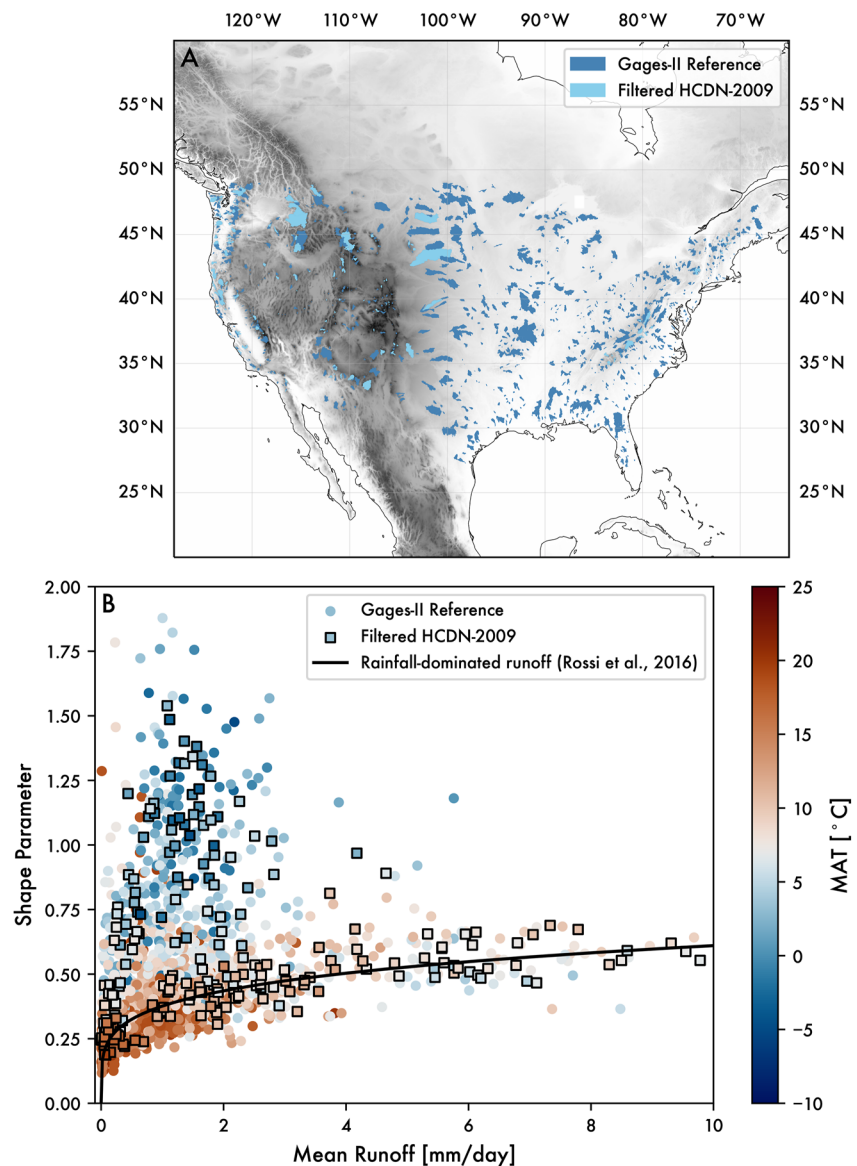 120°W 110°W 100°W 90°W 80°W 70°W
A
Gages-II Reference
Filtered HCDN-2009
55°N 55°N
50°N 50°N
45°N 45°N
40°N 40°N
35°N 35°N
30°N 30°N
25°N 25°N
B
Gages-II Reference
Filtered HCDN-2009
Rainfall-dominated runoff (Rossi et al., 2016)
2.00
1.75
1.50
1.25
1.00
0.75
0.50
0.25
0.00
Shape Parameter
0 2 4 6 8 10
Mean Runoff [mm/day]
25
20
15
10
5
0
−5
−10
MAT [°C]